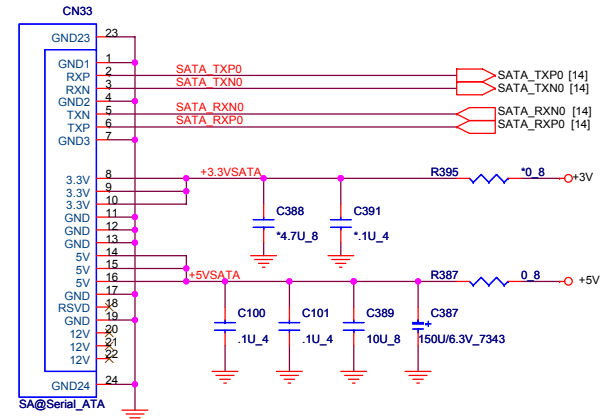 CN33
GND23 23
GND1 1
RXP 2 SATA_TXP0 SATA_TXP0 [14]
RXN 3 SATA_TXN0 SATA_TXN0 [14]
GND2 4
TXN 5 SATA_RXN0 SATA_RXN0 [14]
TXP 6 SATA_RXP0 SATA_RXP0 [14]
GND3 7
3.3V 8 +3.3VSATA R395 *0_8 +3V
3.3V 9
3.3V 10
GND 11 C388 C391
GND 12 *4.7U_8 *.1U_4
GND 13
5V 14
5V 15 +5VSATA
5V 16 R387 0_8 +5V
GND 17
RSVD 18
GND 19 C100 C101 C389 C387
12V 20 .1U_4 .1U_4 10U_8 150U/6.3V_7343
12V 21
12V 22
GND24 24
SA@Serial_ATA